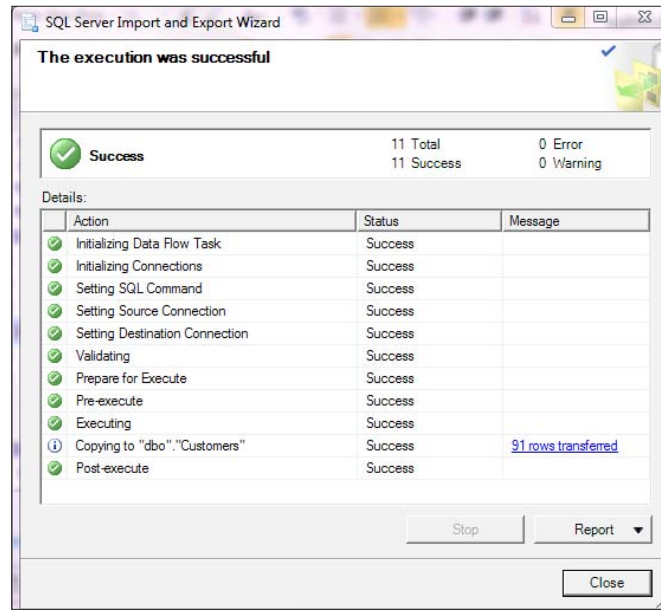 SQL Server Import and Export Wizard
The execution was successful
Success
11 Total 0 Error
11 Success 0 Warning
Details:
Action Status Message
Initializing Data Flow Task Success
Initializing Connections Success
Setting SQL Command Success
Setting Source Connection Success
Setting Destination Connection Success
Validating Success
Prepare for Execute Success
Pre-execute Success
Executing Success
Copying to "dbo"."Customers" Success 91 rows transferred
Post-execute Success
Stop Report
Close